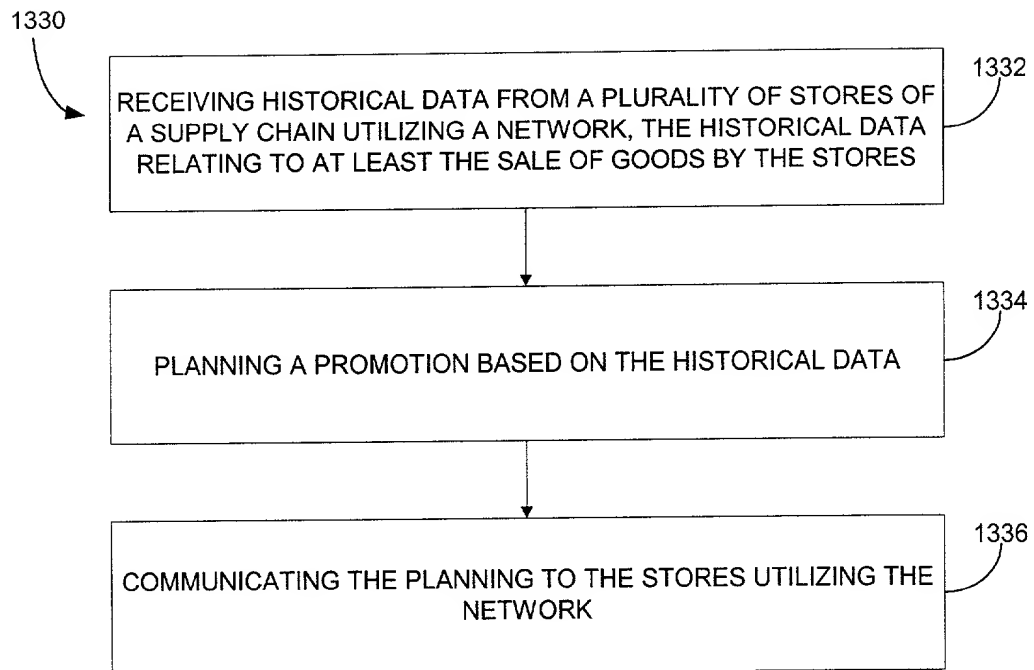 1330
1332
RECEIVING HISTORICAL DATA FROM A PLURALITY OF STORES OF
A SUPPLY CHAIN UTILIZING A NETWORK, THE HISTORICAL DATA
RELATING TO AT LEAST THE SALE OF GOODS BY THE STORES
1334
PLANNING A PROMOTION BASED ON THE HISTORICAL DATA
1336
COMMUNICATING THE PLANNING TO THE STORES UTILIZING THE
NETWORK